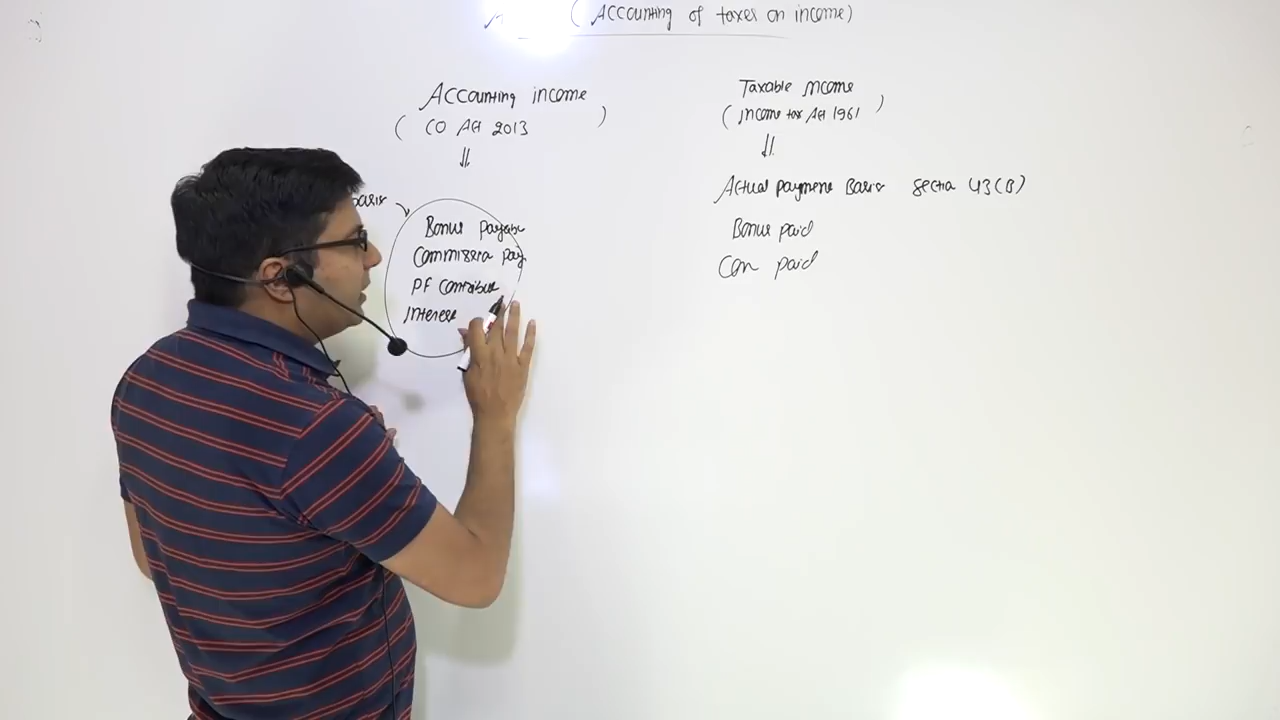 (Accounting of taxes on income)
Accounting income
(CO Act 2013)
basis
Bonus payable
Commission pay.
PF contribu
Interest
Taxable income
(income tax Act 1961)
Actual payment Basis Section 43(B)
Bonus paid
Com paid